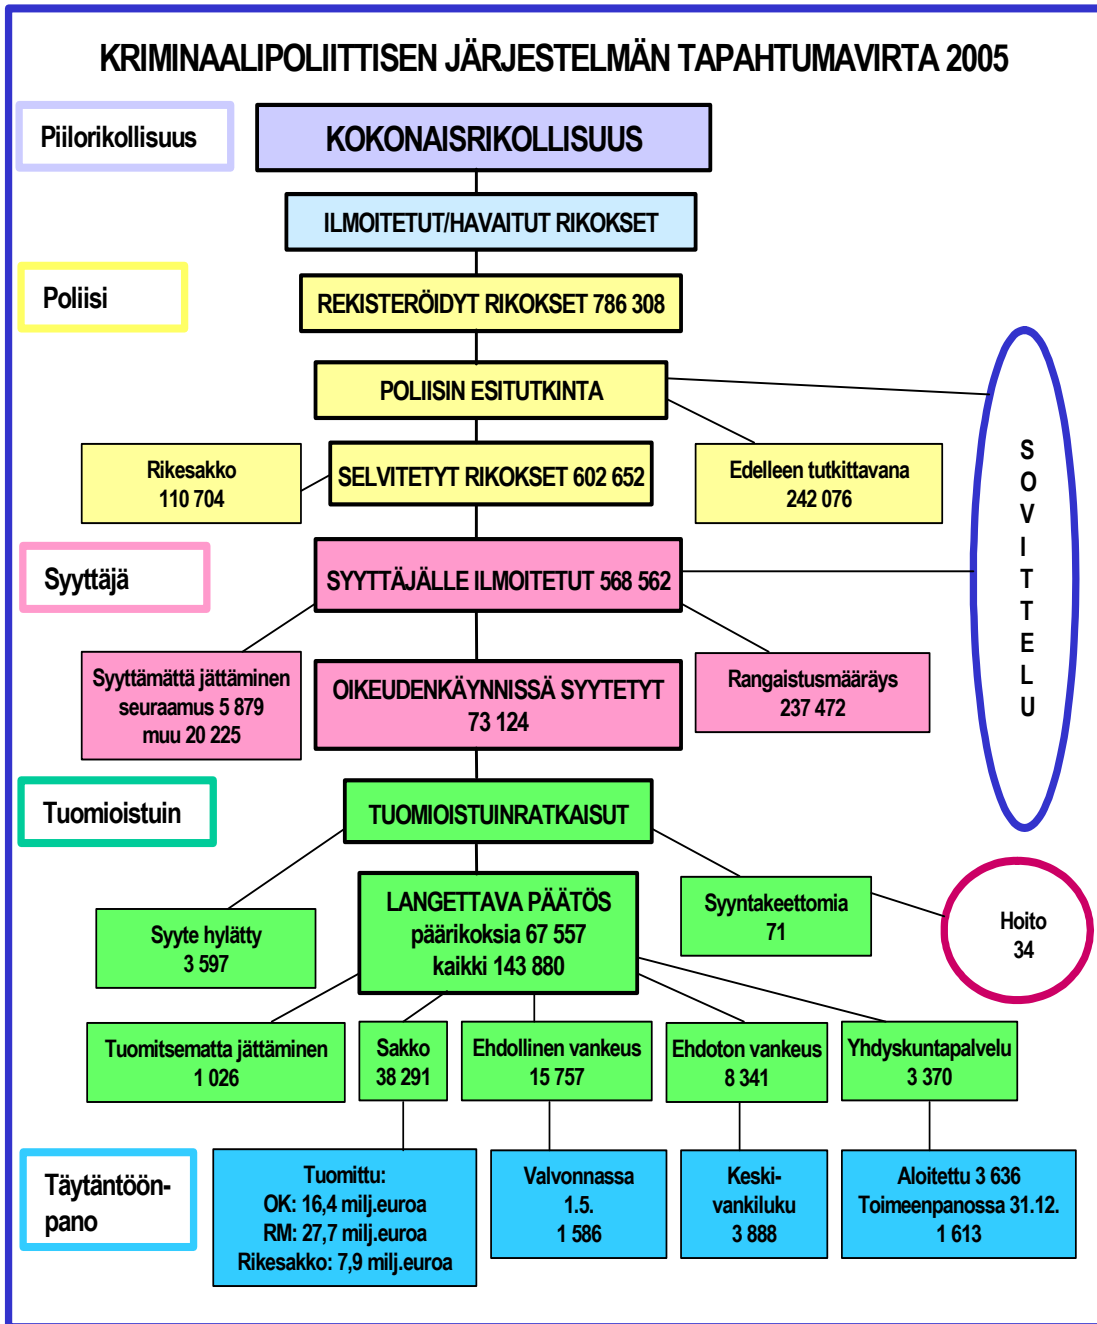 KRIMINAALIPOLIITTISEN JÄRJESTELMÄN TAPAHTUMAVIRTA 2005
Piilorikollisuus
KOKONAISRIKOLLISUUS
ILMOITETUT/HAVAITUT RIKOKSET
Poliisi
REKISTERÖIDYT RIKOKSET 786 308
POLIISIN ESITUTKINTA
Rikesakko
110 704
SELVITETYT RIKOKSET 602 652
Edelleen tutkittavana
242 076
SOVITTELU
Syyttäjä
SYYTTÄJÄLLE ILMOITETUT 568 562
Syyttämättä jättäminen
seuraamus 5 879
muu 20 225
OIKEUDENKÄYNNISSÄ SYYTETYT
73 124
Rangaistusmääräys
237 472
Tuomioistuin
TUOMIOISTUINRATKAISUT
Syyte hylätty
3 597
LANGETTAVA PÄÄTÖS
päärikoksia 67 557
kaikki 143 880
Syyntakeettomia
71
Hoito
34
Tuomitsematta jättäminen
1 026
Sakko
38 291
Ehdollinen vankeus
15 757
Ehdoton vankeus
8 341
Yhdyskuntapalvelu
3 370
Täytäntöön-
pano
Tuomittu:
OK: 16,4 milj.euroa
RM: 27,7 milj.euroa
Rikesakko: 7,9 milj.euroa
Valvonnassa
1.5.
1 586
Keski-
vankiluku
3 888
Aloitettu 3 636
Toimeenpanossa 31.12.
1 613